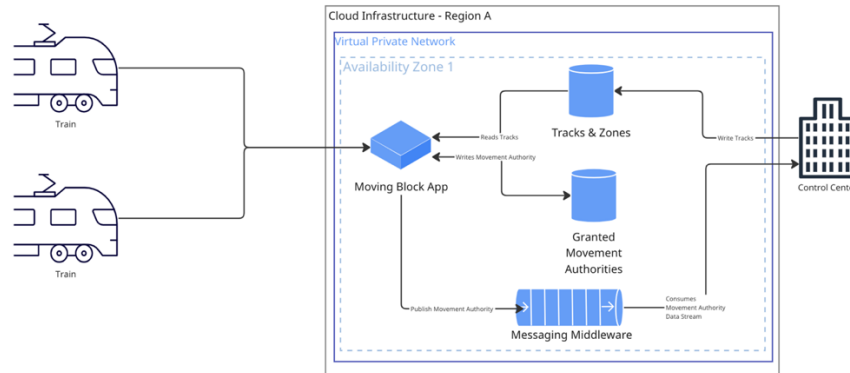 Cloud Infrastructure - Region A
Virtual Private Network
Availability Zone 1
Train
Tracks & Zones
Reads Tracks
Write Tracks
Writes Movement Authority
Moving Block App
Control
Granted
Movement
Authorities
Train
Consumes
Movement Authority
Data Stream
Publish Movement Authority
Messaging Middleware